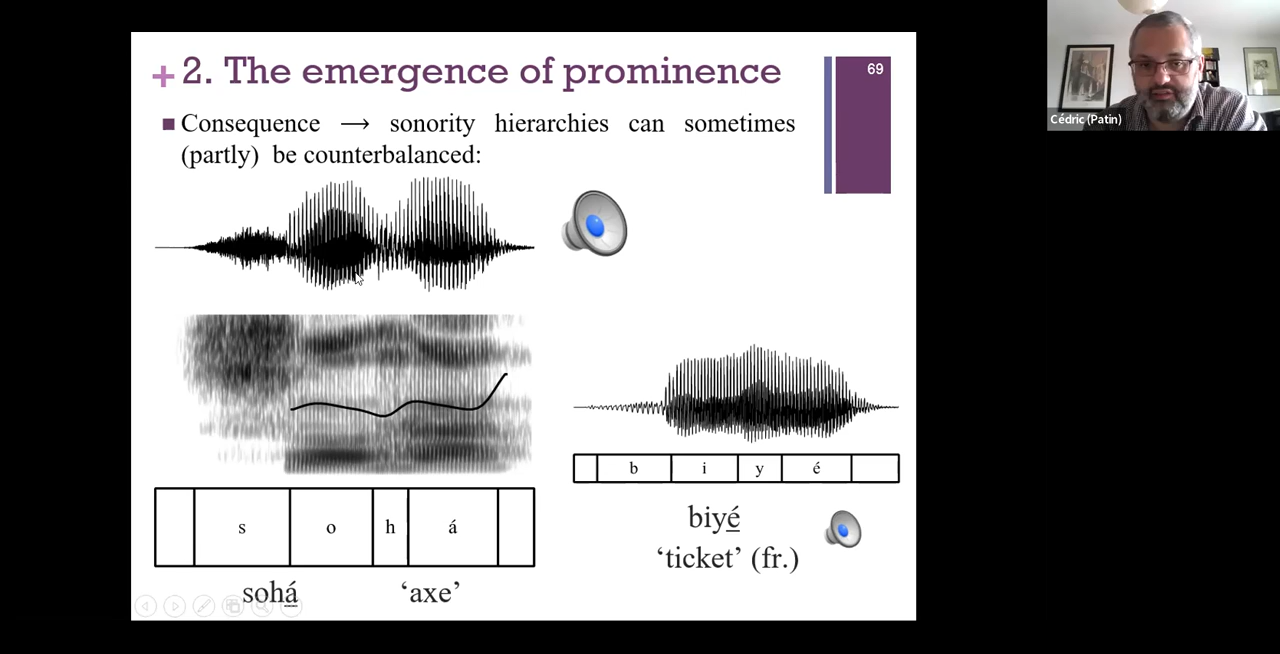 + 2. The emergence of prominence
69
Consequence ⟶ sonority hierarchies can sometimes
(partly) be counterbalanced:
s o h á
sohá ‘axe’
b i y é
biyé
‘ticket’ (fr.)
Cédric (Patin)